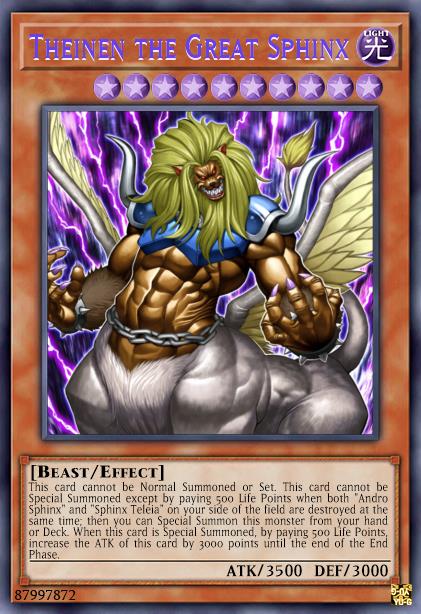 THEINEN THE GREAT SPHINX
LIGHT
光
[BEAST/EFFECT]
This card cannot be Normal Summoned or Set. This card cannot be
Special Summoned except by paying 500 Life Points when both "Andro
Sphinx" and "Sphinx Teleia" on your side of the field are destroyed at
the same time; then you can Special Summon this monster from your hand
or Deck. When this card is Special Summoned, by paying 500 Life Points,
increase the ATK of this card by 3000 points until the end of the End
Phase.
ATK/3500 DEF/3000
87997872